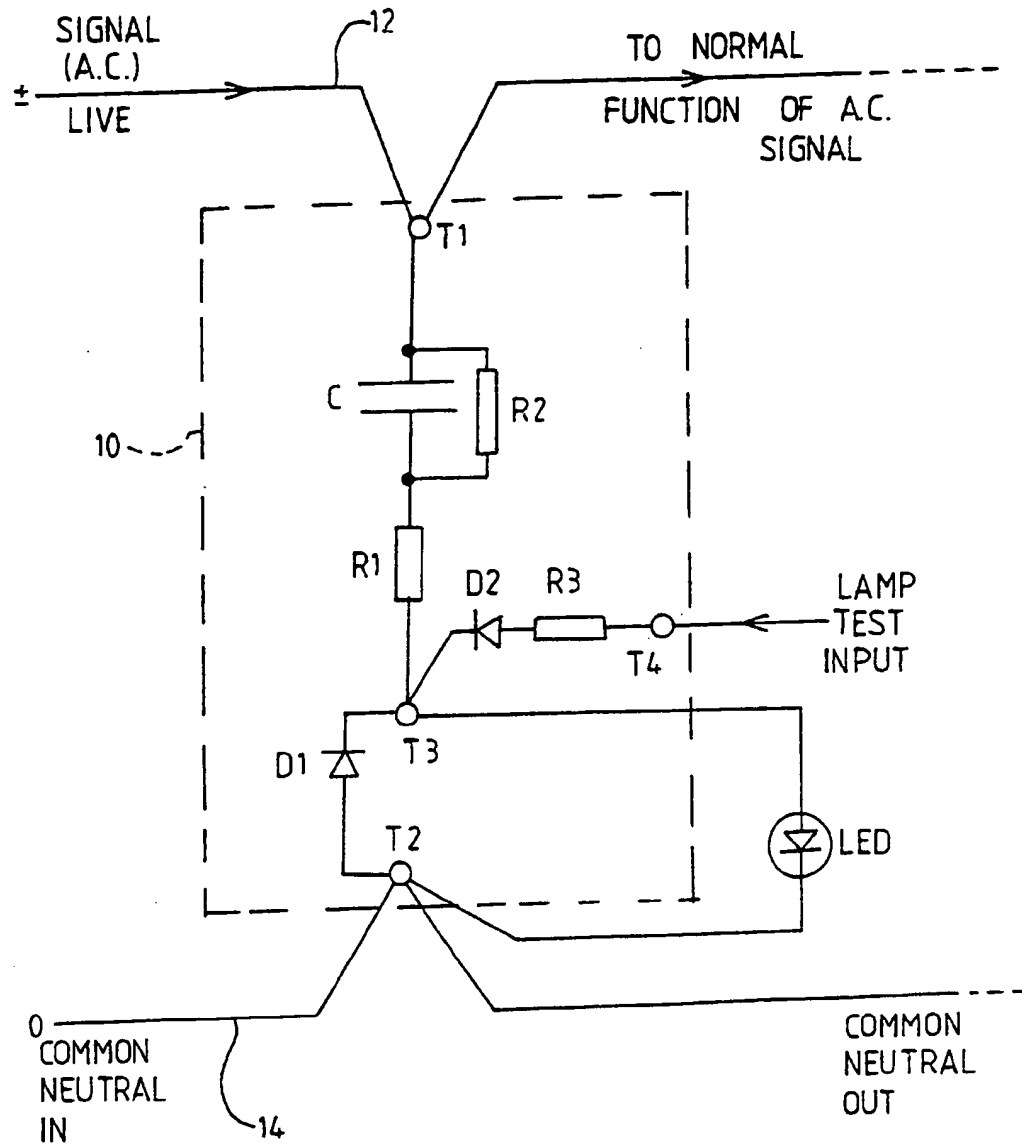 SIGNAL
(A.C.)
LIVE
±
12
TO NORMAL
FUNCTION OF A.C.
SIGNAL
T1
C
R2
10
R1
D2
R3
LAMP
TEST
INPUT
T4
T3
D1
T2
LED
0
COMMON
NEUTRAL
IN
14
COMMON
NEUTRAL
OUT